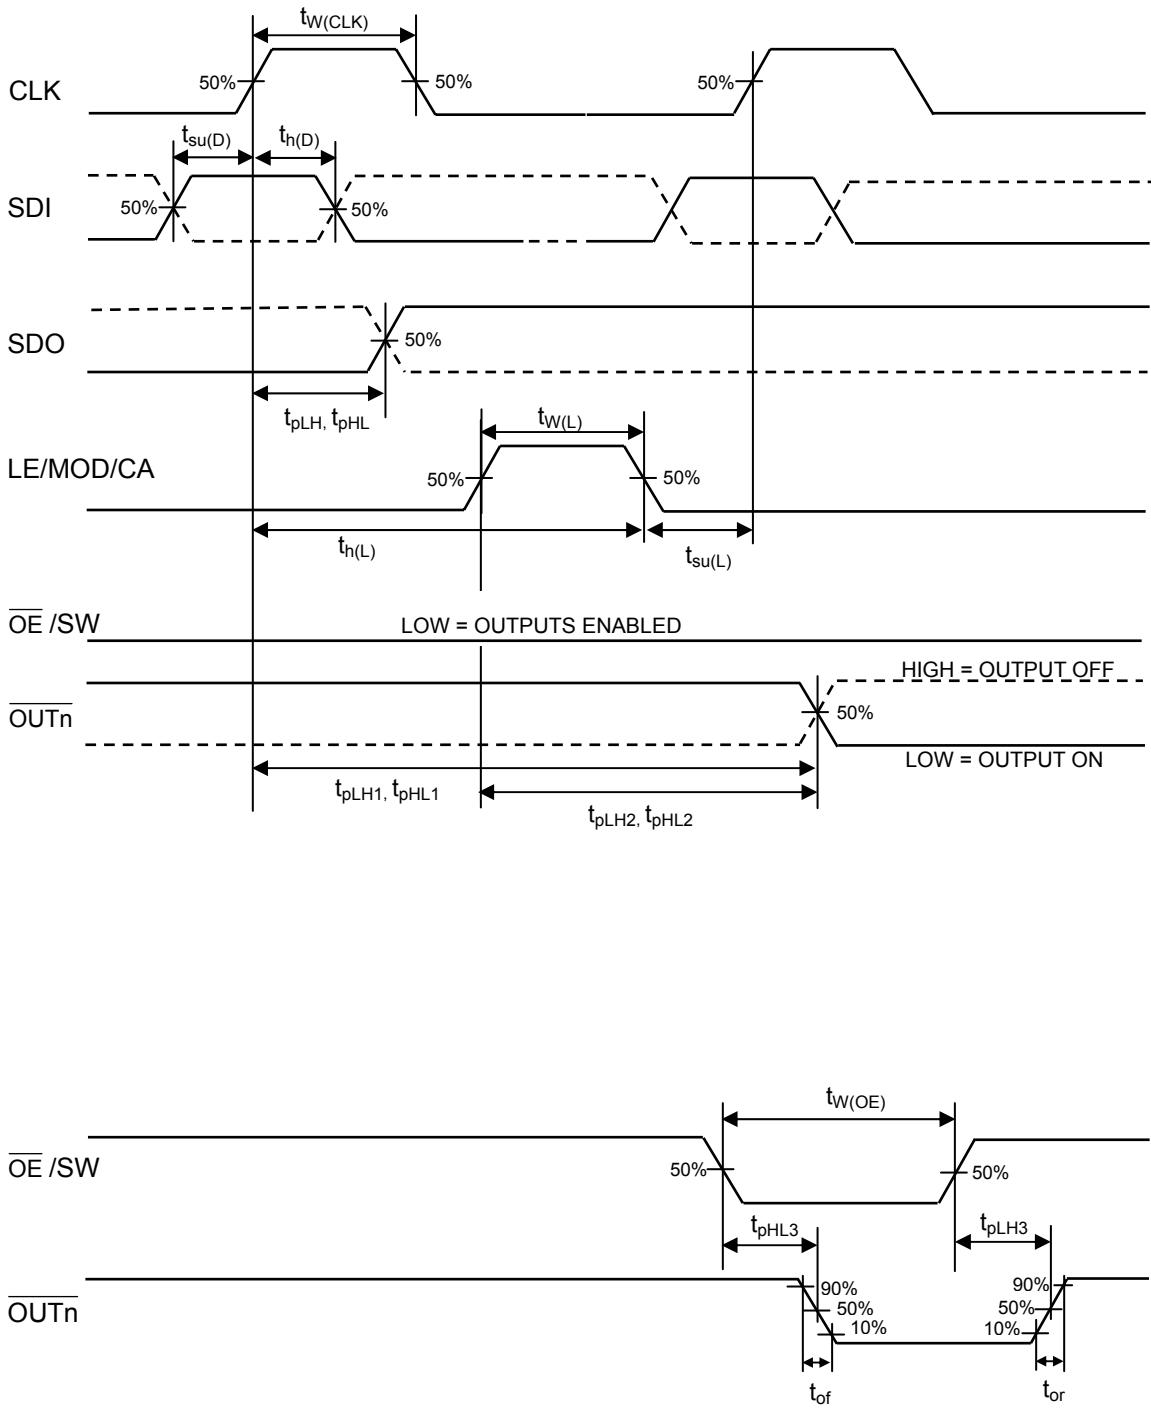 tW(CLK)
CLK
50%
50%
50%
tsu(D)
th(D)
SDI
50%
50%
SDO
50%
tpLH, tpHL
tW(L)
LE/MOD/CA
50%
50%
th(L)
tsu(L)
OE /SW
LOW = OUTPUTS ENABLED
HIGH = OUTPUT OFF
OUTn
50%
LOW = OUTPUT ON
tpLH1, tpHL1
tpLH2, tpHL2
tW(OE)
OE /SW
50%
50%
tpHL3
tpLH3
OUTn
90%
50%
10%
90%
50%
10%
tof
tor